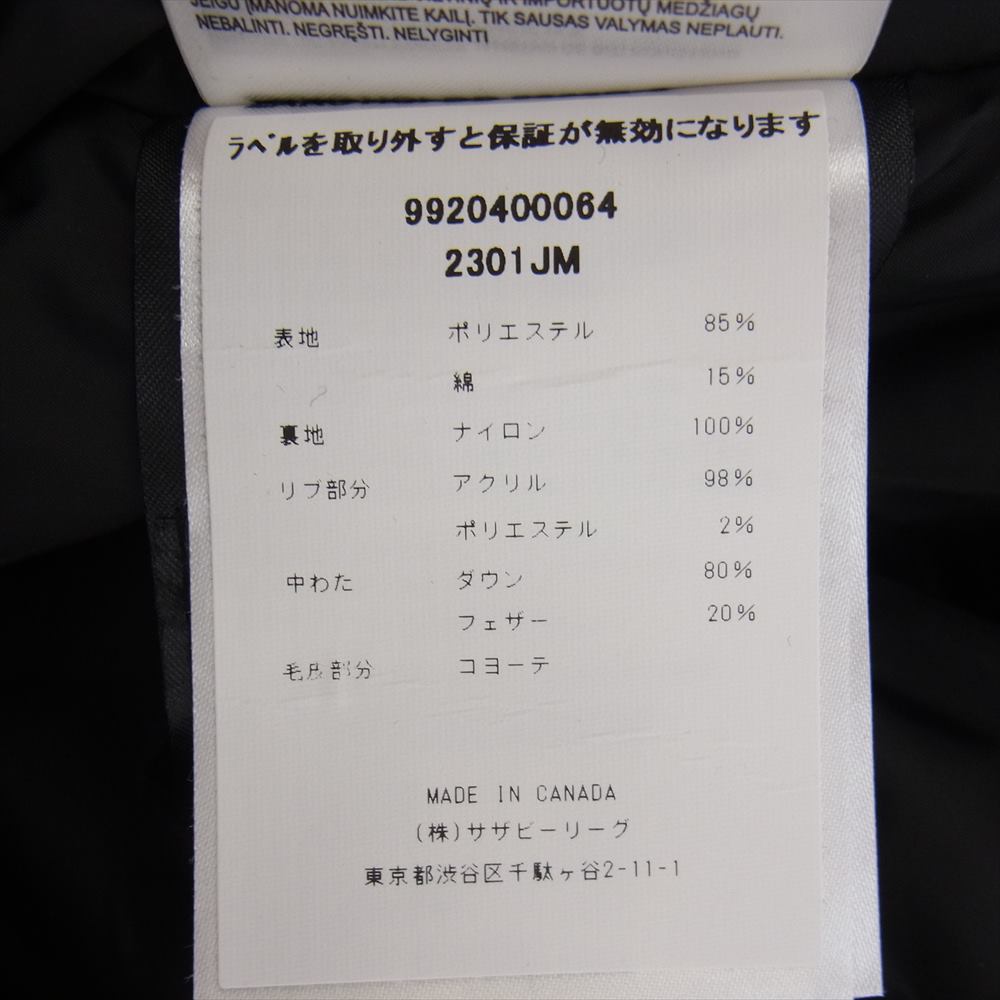 JEIGU ĮMANOMA NUIMKITE KAILĮ. TIK SAUSAS VALYMAS NEPLAUTI.
NEBALINTI. NEGRĘŠTI. NELYGINTI
ラベルを取り外すと保証が無効になります
9920400064
2301JM
表地 ポリエステル 85%
綿 15%
裏地 ナイロン 100%
リブ部分 アクリル 98%
ポリエステル 2%
中わた ダウン 80%
フェザー 20%
毛皮部分 コヨーテ
MADE IN CANADA
(株)サザビーリーグ
東京都渋谷区千駄ヶ谷2-11-1